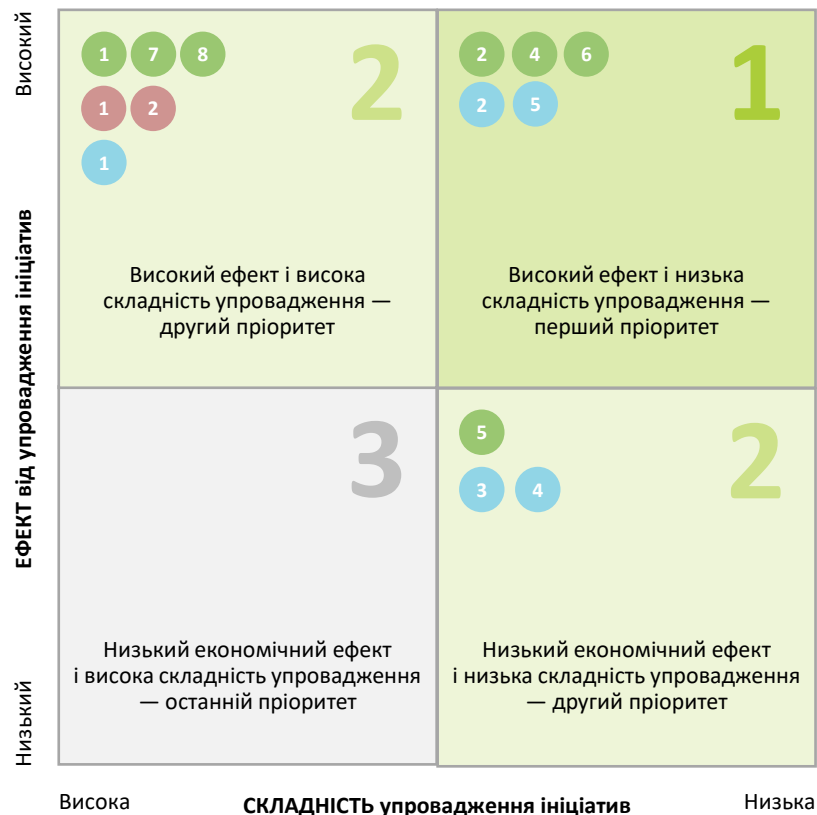 Високий
1 7 8
2
1 2
1
2 4 6
1
2 5
Високий ефект і висока
складність упровадження —
другий пріоритет
Високий ефект і низька
складність упровадження —
перший пріоритет
ЕФЕКТ від упровадження ініціатив
3
5
2
3 4
Низький економічний ефект
і висока складність упровадження
— останній пріоритет
Низький економічний ефект
і низька складність упровадження
— другий пріоритет
Низький
Висока
СКЛАДНІСТЬ упровадження ініціатив
Низька